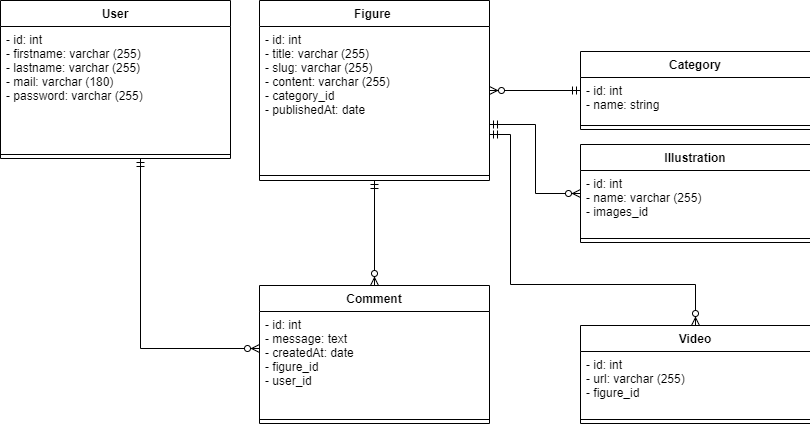 User
- id: int
- firstname: varchar (255)
- lastname: varchar (255)
- mail: varchar (180)
- password: varchar (255)
Figure
- id: int
- title: varchar (255)
- slug: varchar (255)
- content: varchar (255)
- category_id
- publishedAt: date
Category
- id: int
- name: string
Illustration
- id: int
- name: varchar (255)
- images_id
Comment
- id: int
- message: text
- createdAt: date
- figure_id
- user_id
Video
- id: int
- url: varchar (255)
- figure_id